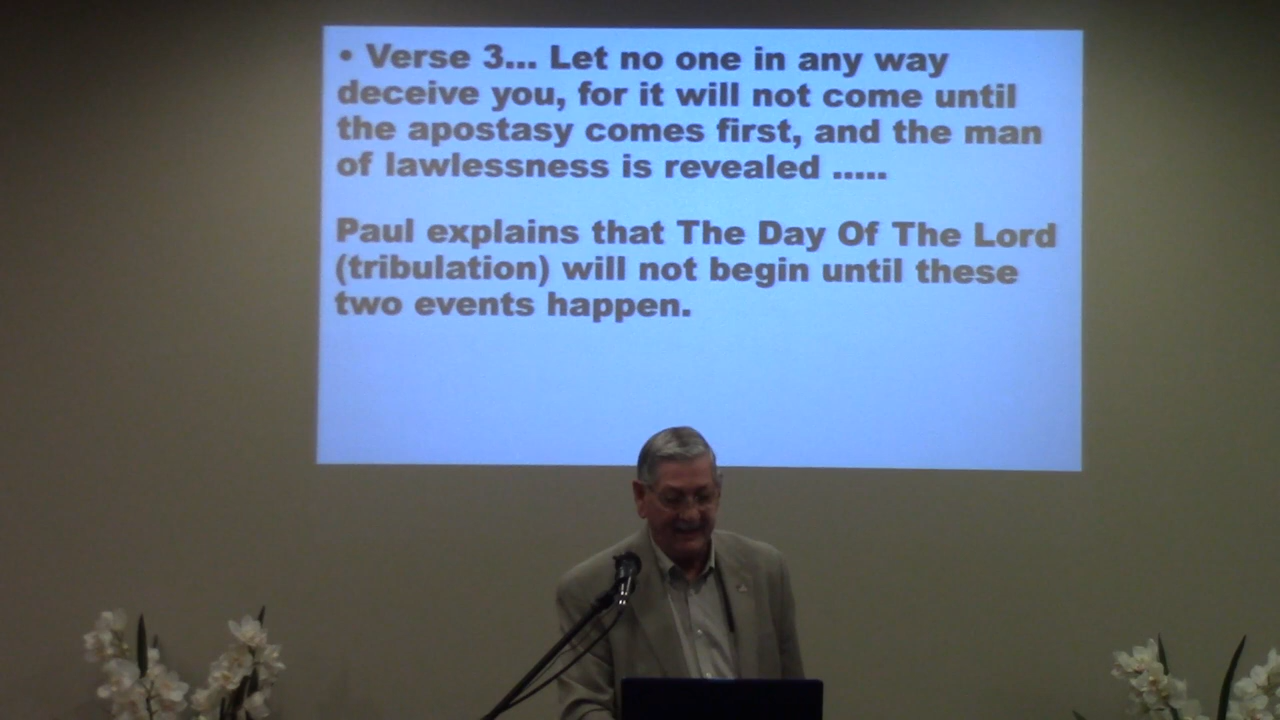 • Verse 3... Let no one in any way
deceive you, for it will not come until
the apostasy comes first, and the man
of lawlessness is revealed .....
Paul explains that The Day Of The Lord
(tribulation) will not begin until these
two events happen.